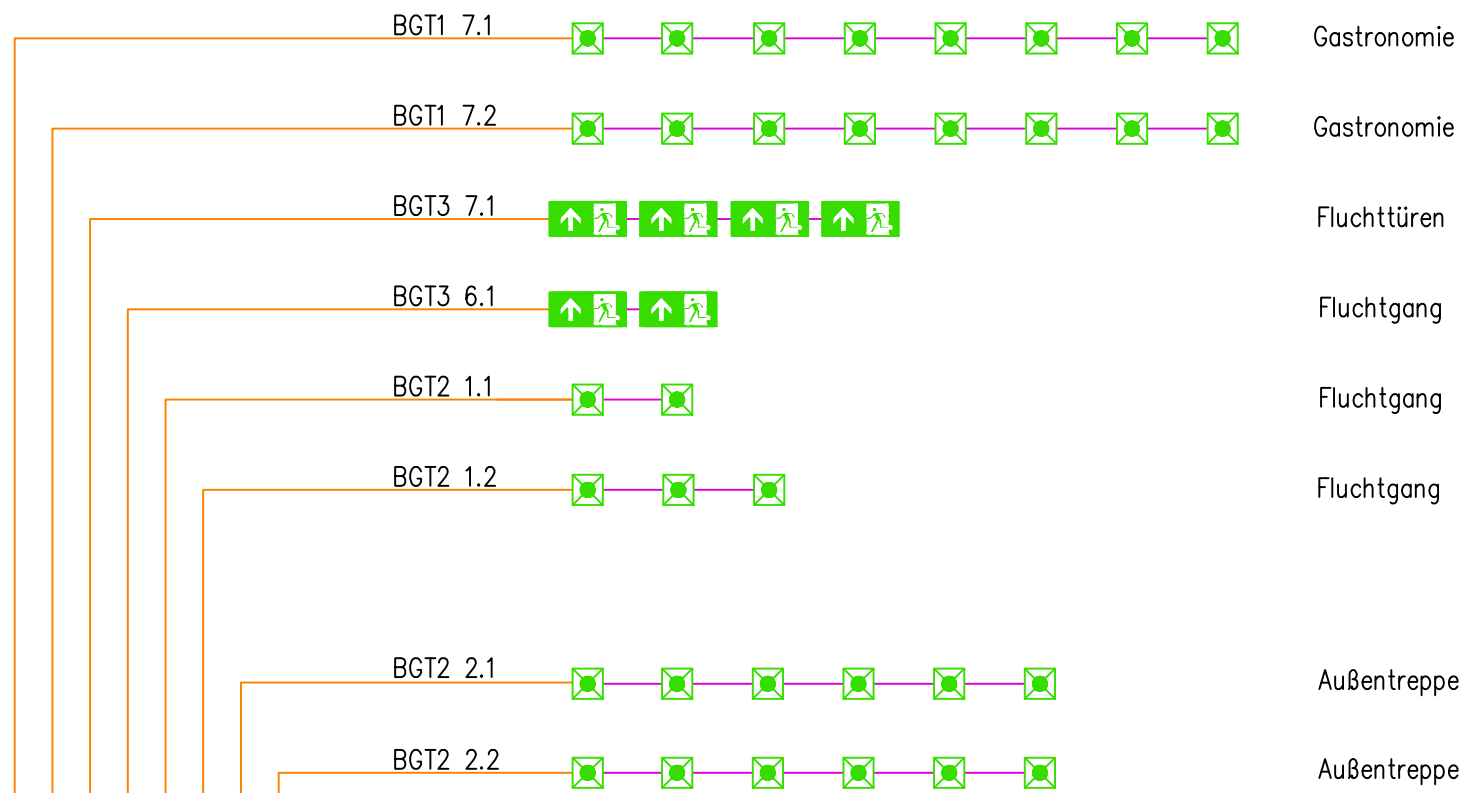 BGT1 7.1 Gastronomie
BGT1 7.2 Gastronomie
BGT3 7.1 Fluchttüren
BGT3 6.1 Fluchtgang
BGT2 1.1 Fluchtgang
BGT2 1.2 Fluchtgang
BGT2 2.1 Außentreppe
BGT2 2.2 Außentreppe